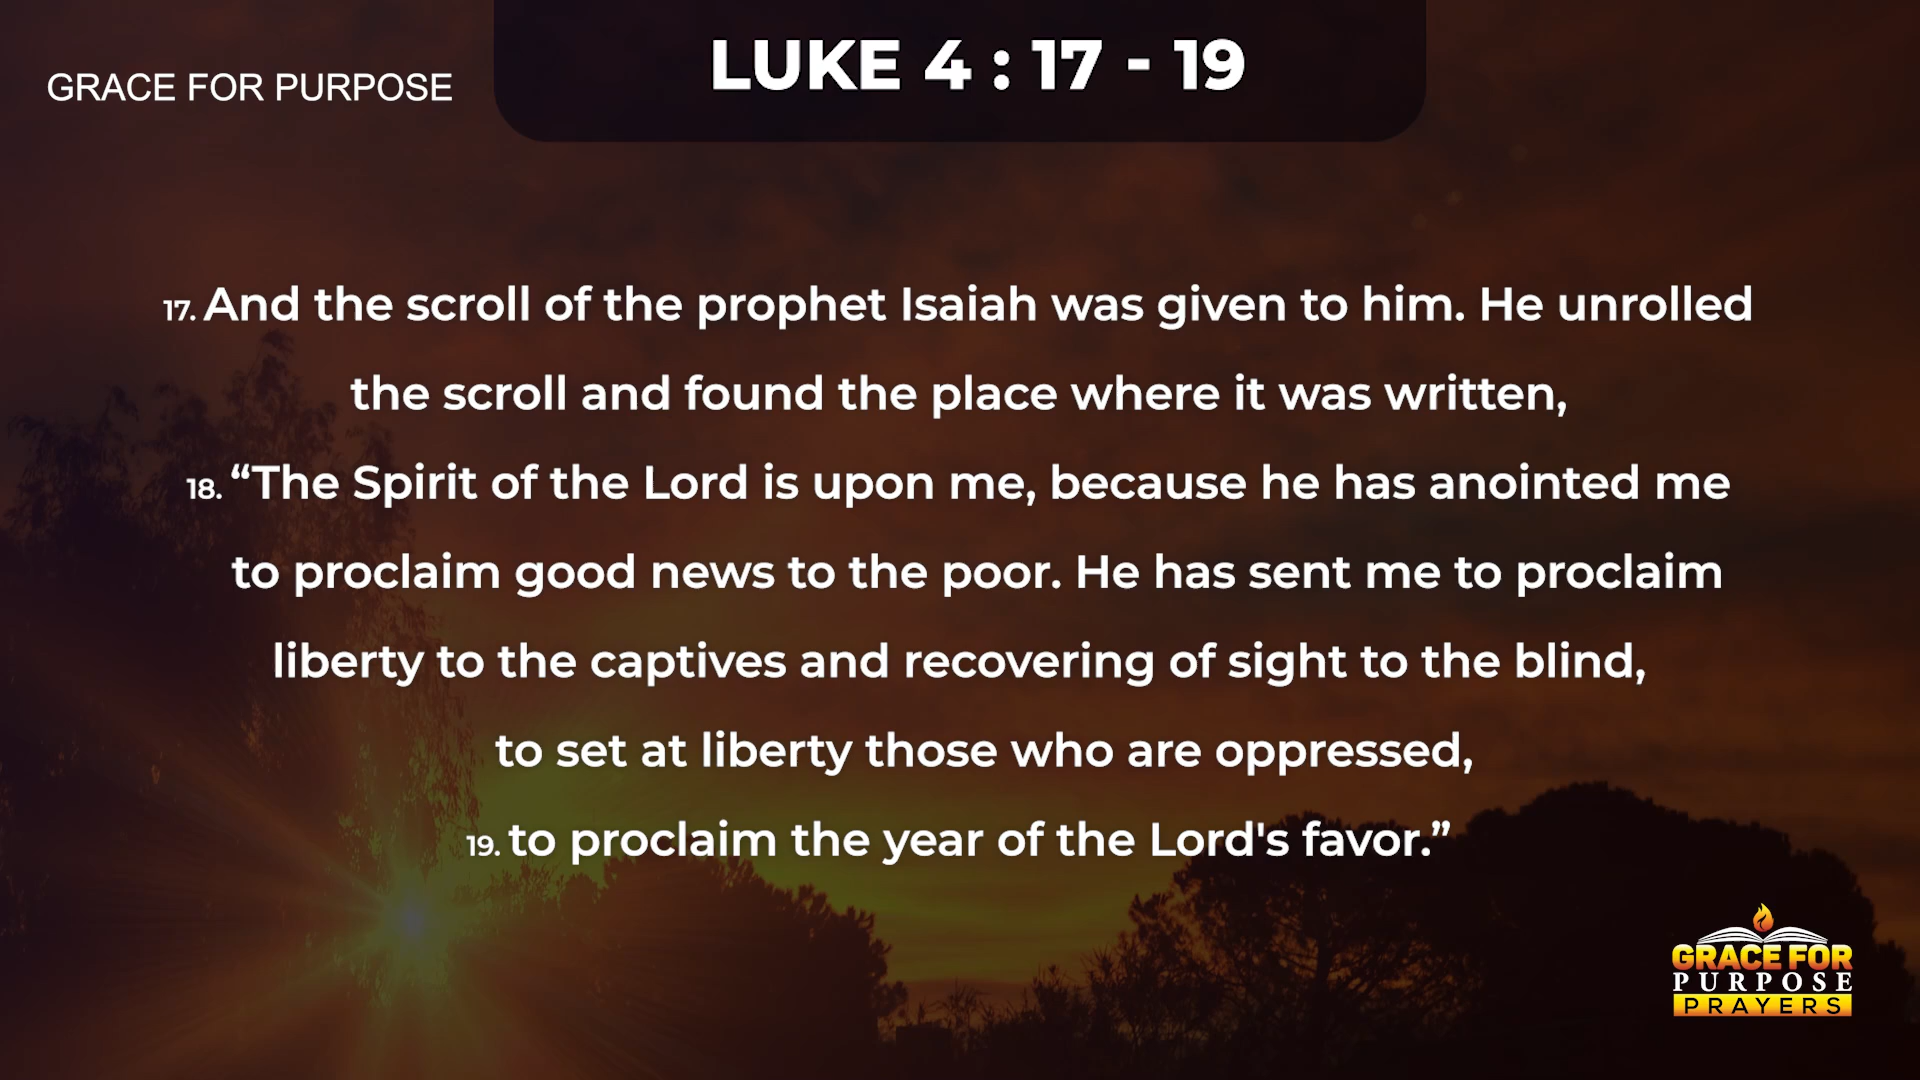 GRACE FOR PURPOSE
LUKE 4 : 17 - 19
17. And the scroll of the prophet Isaiah was given to him. He unrolled
the scroll and found the place where it was written,
18. “The Spirit of the Lord is upon me, because he has anointed me
to proclaim good news to the poor. He has sent me to proclaim
liberty to the captives and recovering of sight to the blind,
to set at liberty those who are oppressed,
19. to proclaim the year of the Lord's favor.”
GRACE FOR
PURPOSE
PRAYERS